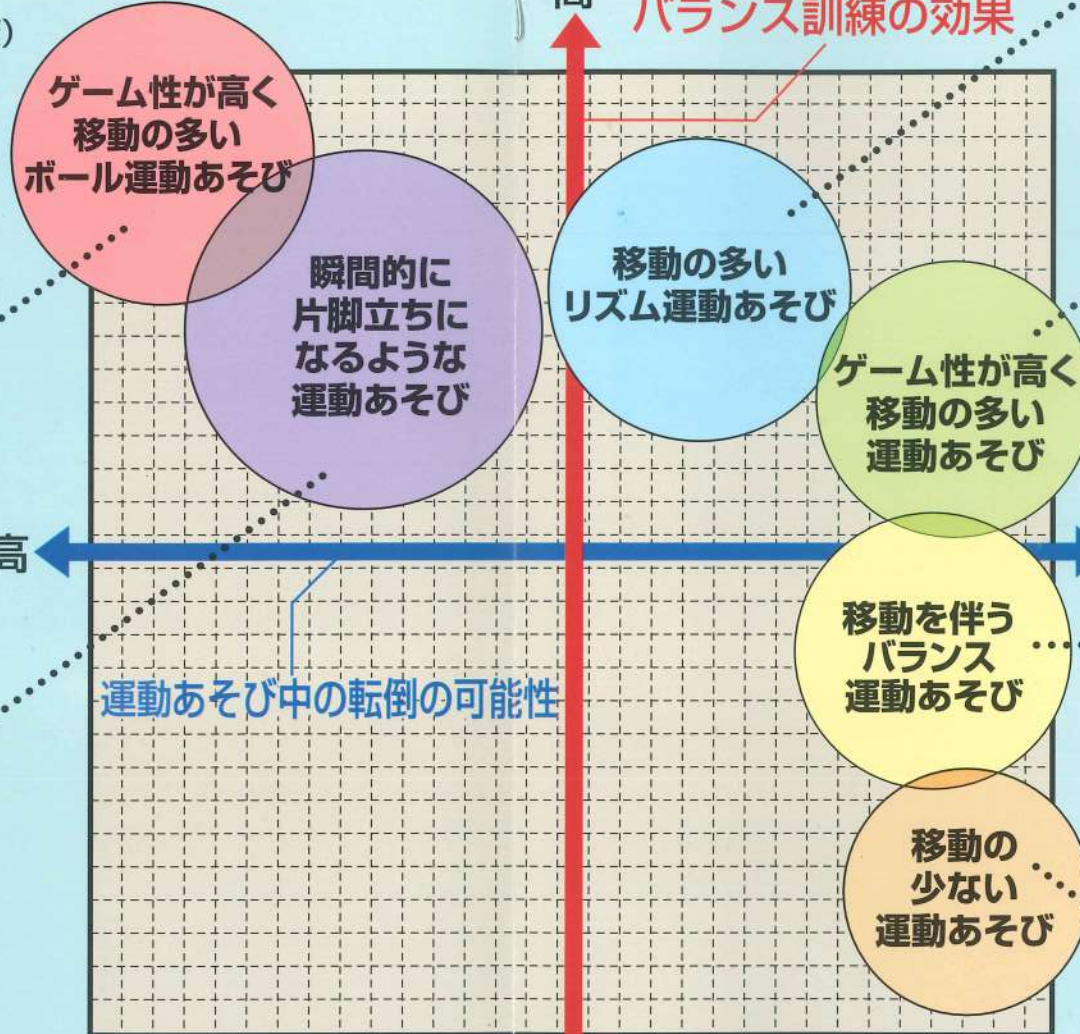 高
バランス訓練の効果
ゲーム性が高く
移動の多い
ボール運動あそび
瞬間的に
片脚立ちに
なるような
運動あそび
移動の多い
リズム運動あそび
ゲーム性が高く
移動の多い
運動あそび
高
移動を伴う
バランス
運動あそび
運動あそび中の転倒の可能性
移動の
少ない
運動あそび